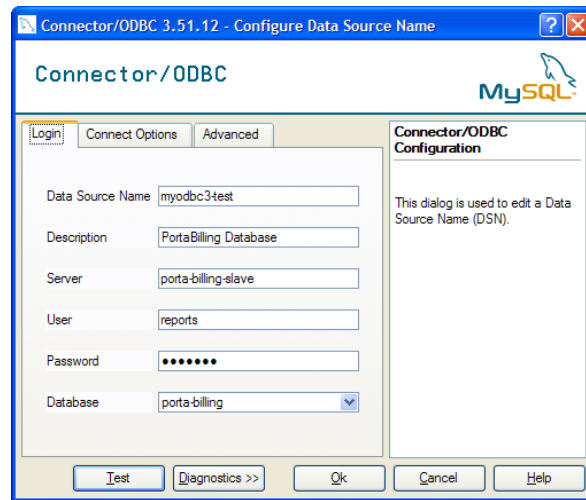 Connector/ODBC 3.51.12 - Configure Data Source Name
Connector/ODBC
MySQL
Login
Connect Options
Advanced
Data Source Name
myodbc3-test
Description
PortaBilling Database
Server
porta-billing-slave
User
reports
Password
•••••••
Database
porta-billing
Connector/ODBC
Configuration
This dialog is used to edit a Data
Source Name (DSN).
Test
Diagnostics >>
Ok
Cancel
Help